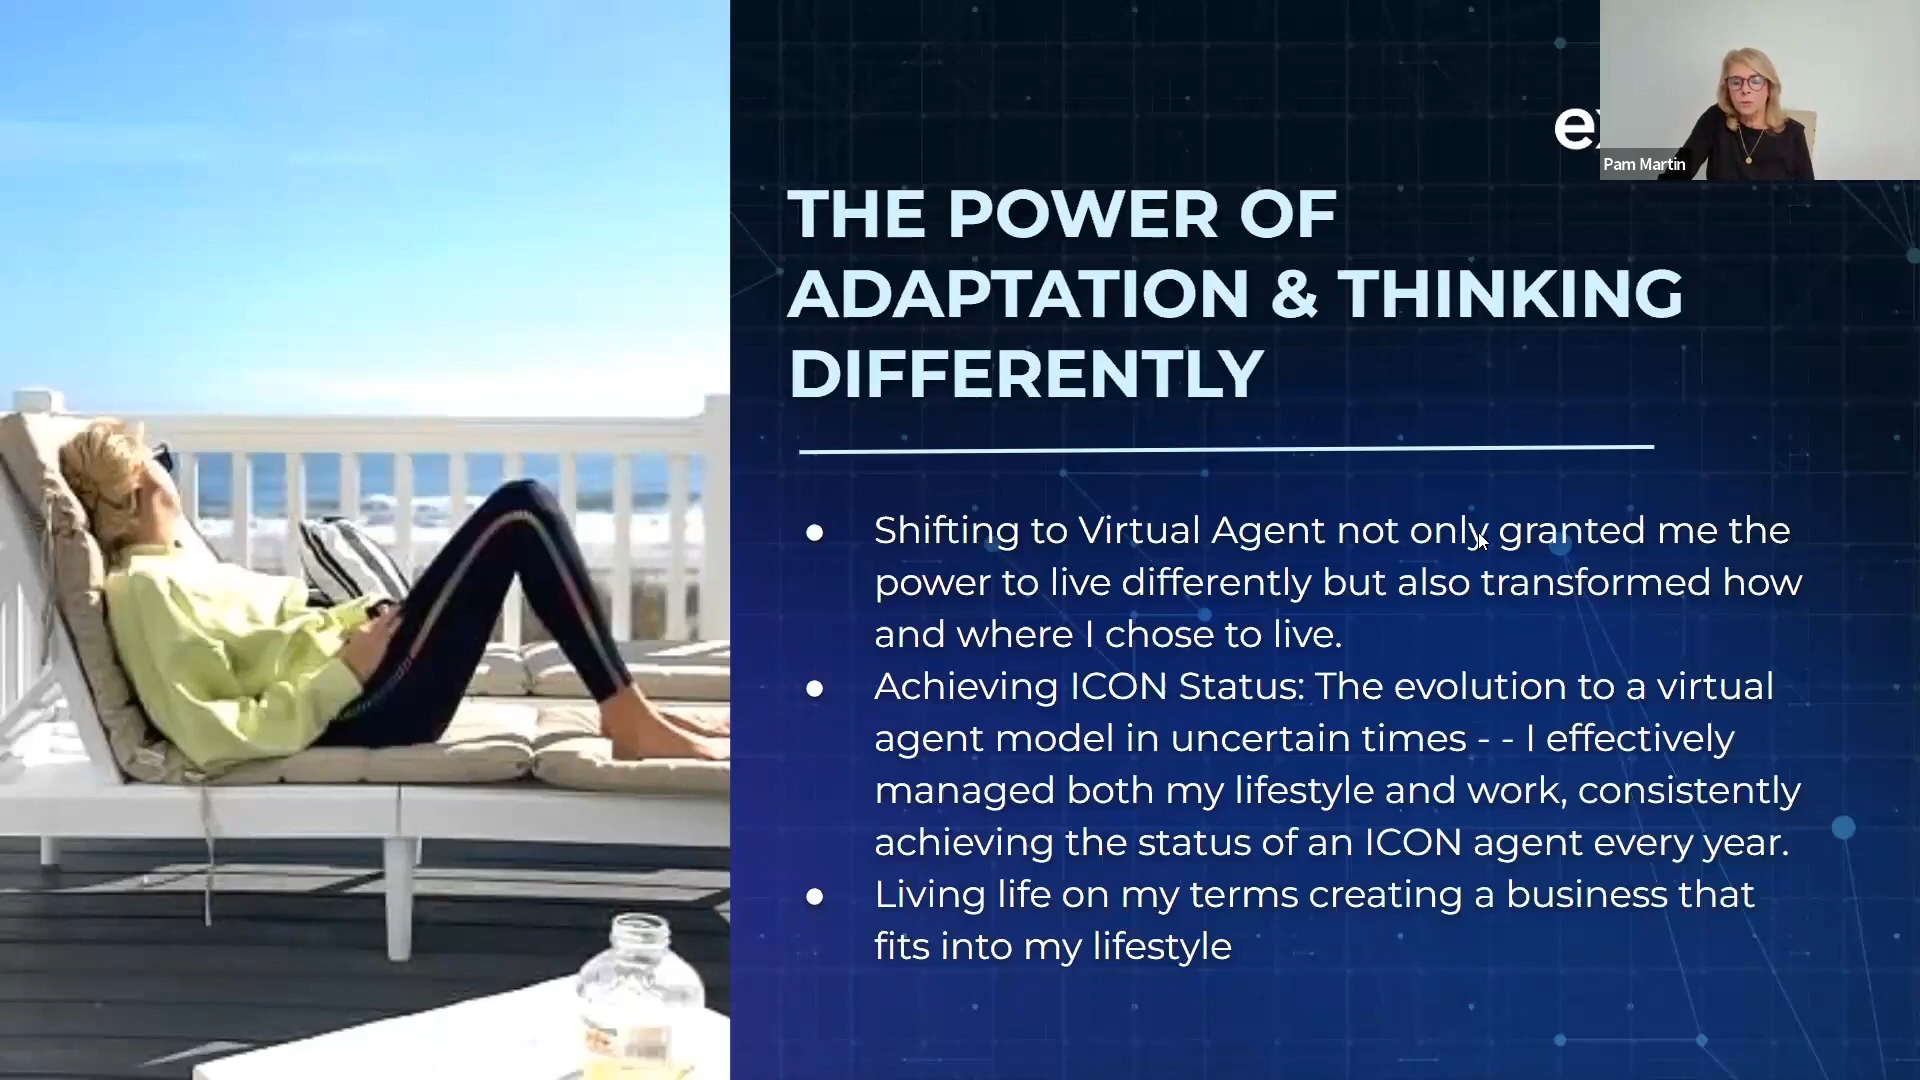 Pam Martin
THE POWER OF
ADAPTATION & THINKING
DIFFERENTLY
● Shifting to Virtual Agent not only granted me the
power to live differently but also transformed how
and where I chose to live.
● Achieving ICON Status: The evolution to a virtual
agent model in uncertain times - - I effectively
managed both my lifestyle and work, consistently
achieving the status of an ICON agent every year.
● Living life on my terms creating a business that
fits into my lifestyle